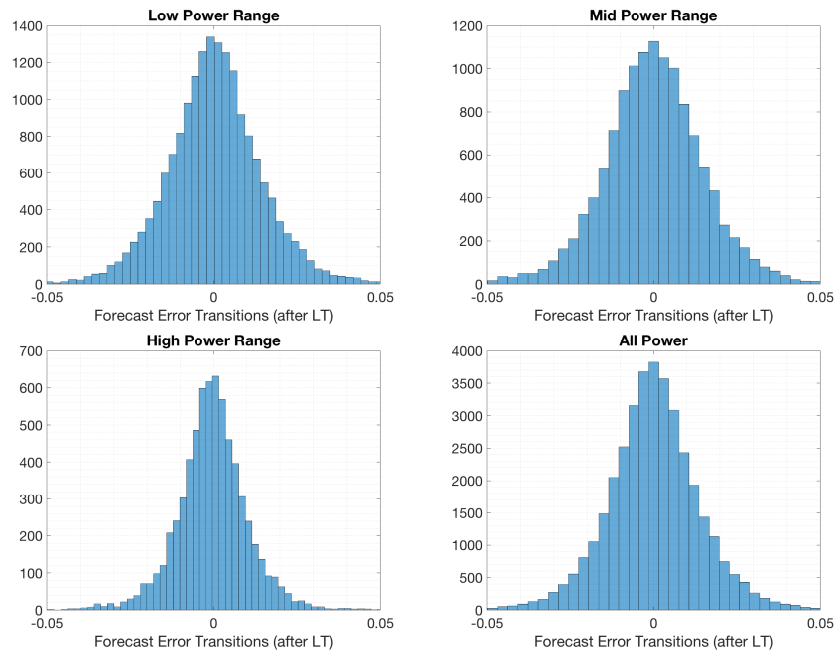 Low Power Range
1400
1200
1000
800
600
400
200
0
-0.05 0 0.05
Forecast Error Transitions (after LT)
Mid Power Range
1200
1000
800
600
400
200
0
-0.05 0 0.05
Forecast Error Transitions (after LT)
High Power Range
700
600
500
400
300
200
100
0
-0.05 0 0.05
Forecast Error Transitions (after LT)
All Power
4000
3500
3000
2500
2000
1500
1000
500
0
-0.05 0 0.05
Forecast Error Transitions (after LT)